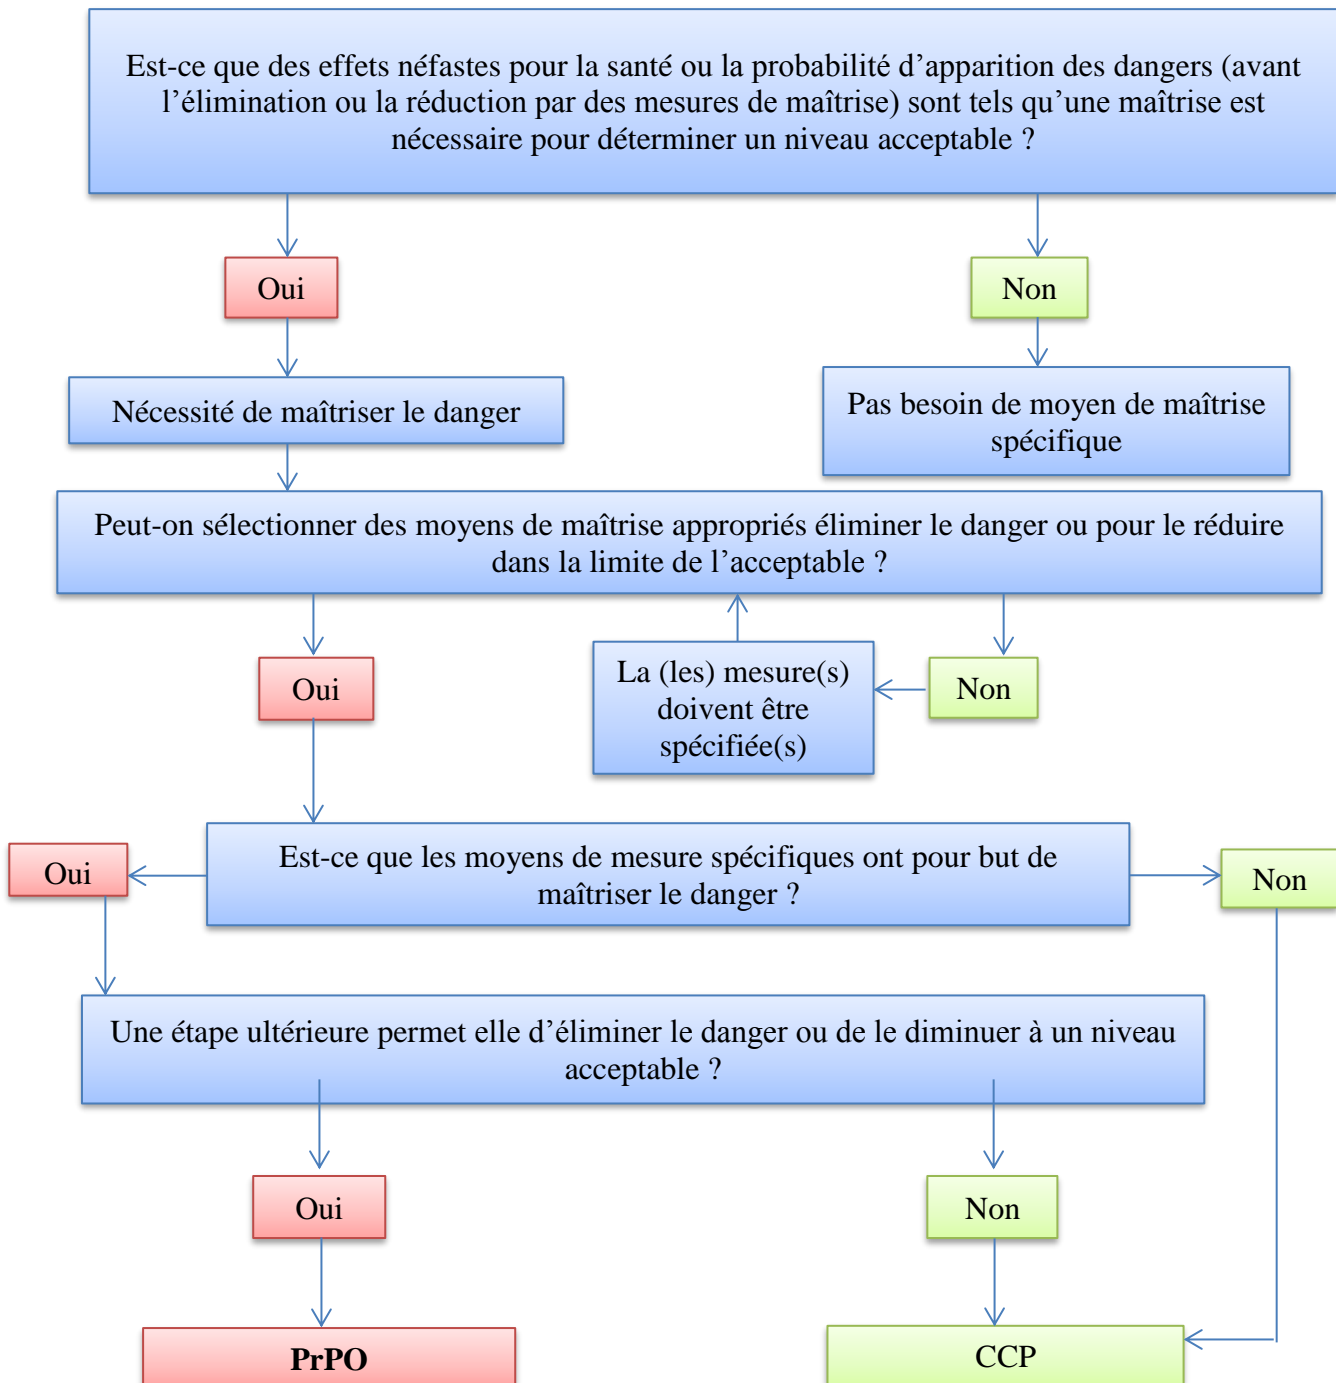 Est-ce que des effets néfastes pour la santé ou la probabilité d’apparition des dangers (avant
l’élimination ou la réduction par des mesures de maîtrise) sont tels qu’une maîtrise est
nécessaire pour déterminer un niveau acceptable ?
Oui
Non
Nécessité de maîtriser le danger
Pas besoin de moyen de maîtrise
spécifique
Peut-on sélectionner des moyens de maîtrise appropriés éliminer le danger ou pour le réduire
dans la limite de l’acceptable ?
Oui
La (les) mesure(s)
doivent être
spécifiée(s)
Non
Est-ce que les moyens de mesure spécifiques ont pour but de
maîtriser le danger ?
Oui
Non
Une étape ultérieure permet elle d’éliminer le danger ou de le diminuer à un niveau
acceptable ?
Oui
Non
PrPO
CCP